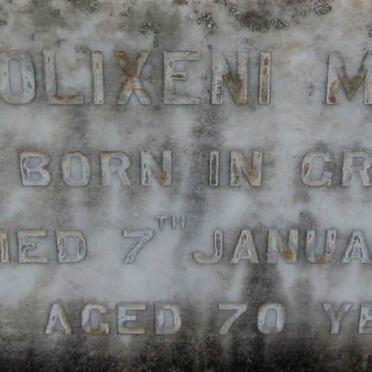 OLIXENI M
BORN IN GR
IED 7TH JANUA
AGED 70 YE